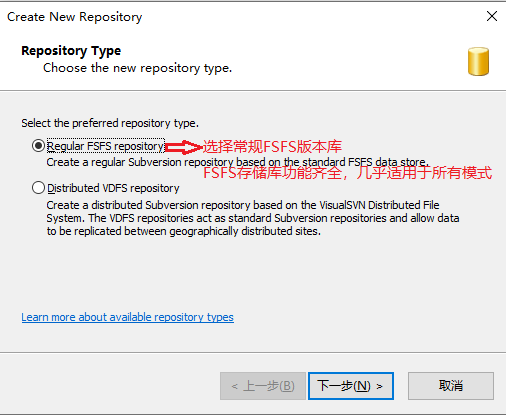 Create New Repository
Repository Type
Choose the new repository type.
Select the preferred repository type.
Regular FSFS repository
选择常规FSFS版本库
Create a regular Subversion repository based on the standard FSFS data store.
FSFS存储库功能齐全，几乎适用于所有模式
Distributed VDFS repository
Create a distributed Subversion repository based on the VisualSVN Distributed File
System. The VDFS repositories act as standard Subversion repositories and allow data
to be replicated between geographically distributed sites.
Learn more about available repository types
< 上一步(B)
下一步(N) >
取消